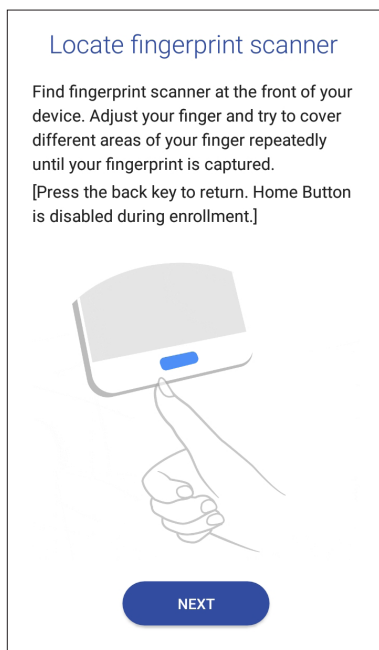 Locate fingerprint scanner
Find fingerprint scanner at the front of your
device. Adjust your finger and try to cover
different areas of your finger repeatedly
until your fingerprint is captured.
[Press the back key to return. Home Button
is disabled during enrollment.]
NEXT